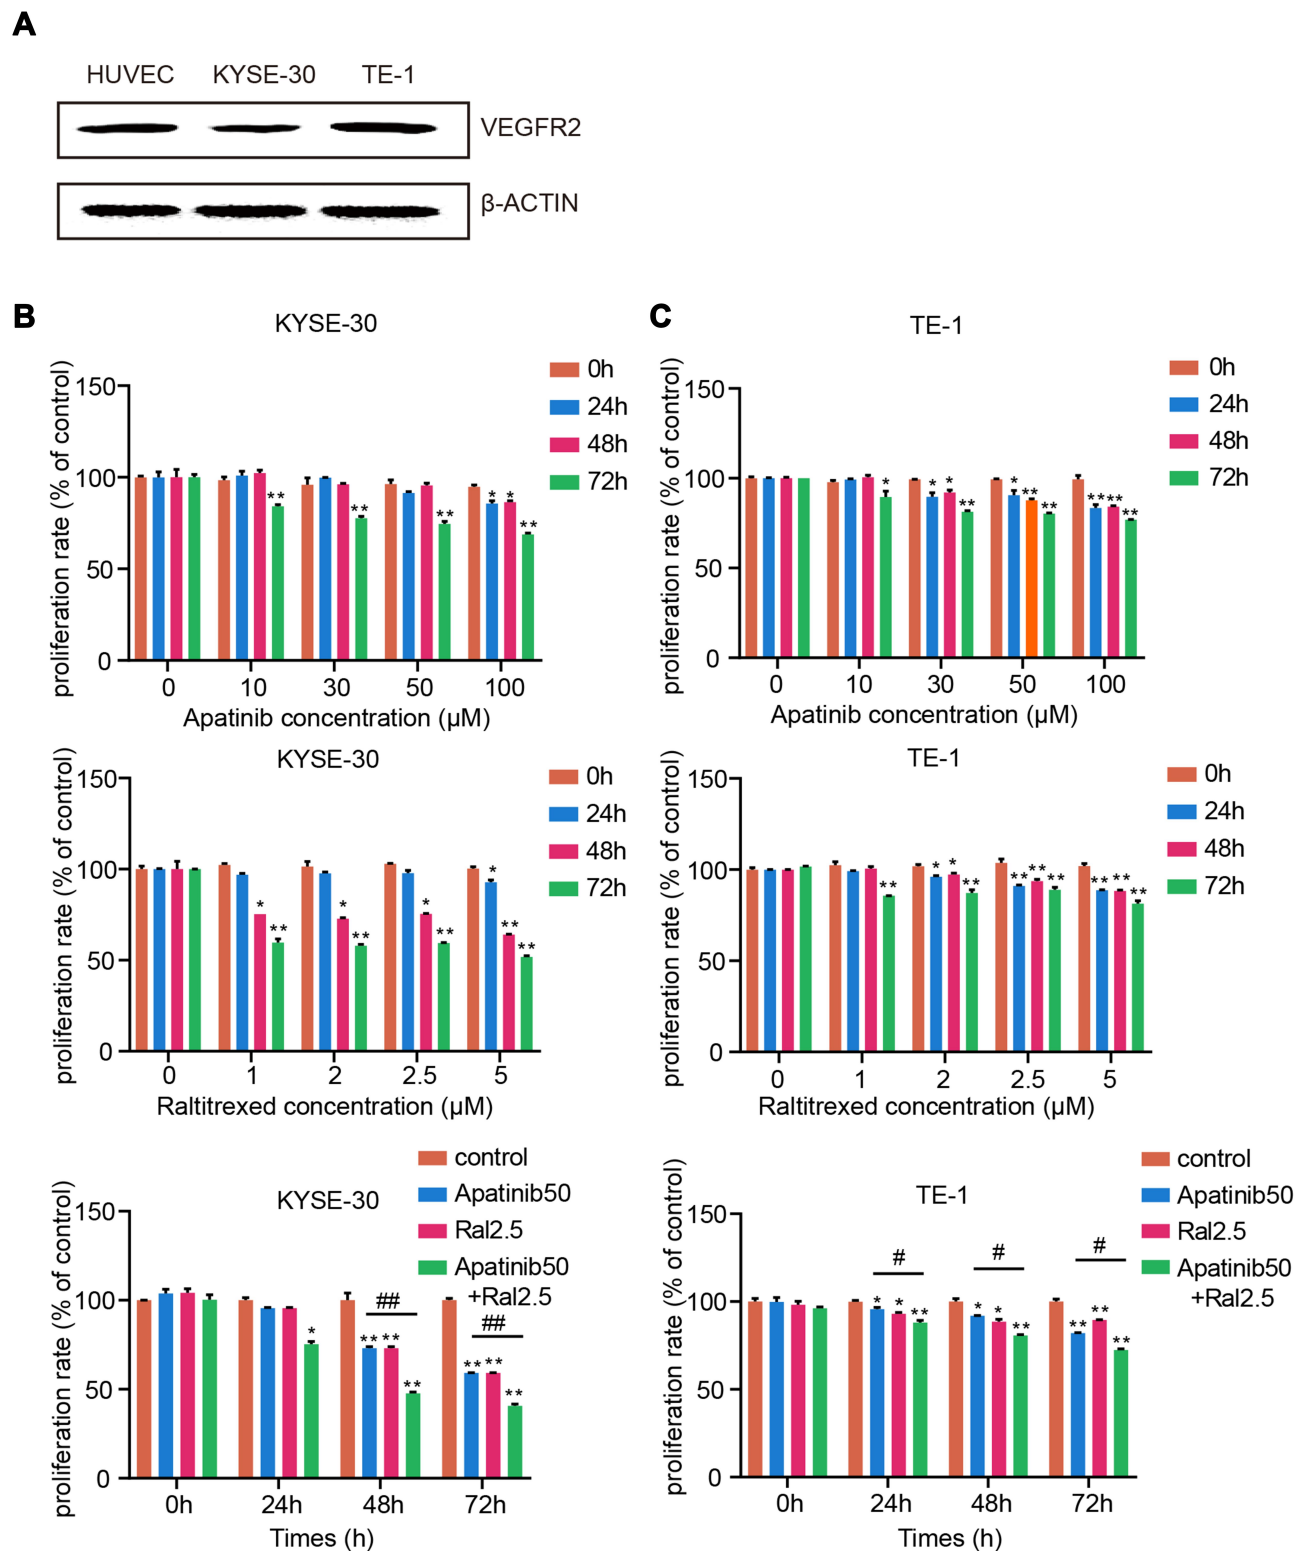 A
HUVEC KYSE-30 TE-1
VEGFR2
β-ACTIN
B
KYSE-30
proliferation rate (% of control)
150
100
50
0
** ** ** * * **
0 10 30 50 100
Apatinib concentration (µM)
0h
24h
48h
72h
C
TE-1
proliferation rate (% of control)
150
100
50
0
* * * ** * ** ** ** ** **
0 10 30 50 100
Apatinib concentration (µM)
0h
24h
48h
72h
KYSE-30
proliferation rate (% of control)
150
100
50
0
* ** * ** * ** * ** **
0 1 2 2.5 5
Raltitrexed concentration (µM)
0h
24h
48h
72h
TE-1
proliferation rate (% of control)
150
100
50
0
** * * ** ** ** ** ** ** **
0 1 2 2.5 5
Raltitrexed concentration (µM)
0h
24h
48h
72h
KYSE-30
proliferation rate (% of control)
150
100
50
0
* ** ** ** ** ** **
## ##
0h 24h 48h 72h
Times (h)
control
Apatinib50
Ral2.5
Apatinib50
+Ral2.5
TE-1
proliferation rate (% of control)
150
100
50
0
# # #
* * ** * * ** ** ** **
0h 24h 48h 72h
Times (h)
control
Apatinib50
Ral2.5
Apatinib50
+Ral2.5